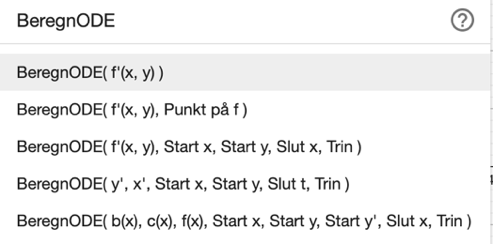 BeregnODE
BeregnODE( f'(x, y) )
BeregnODE( f'(x, y), Punkt på f )
BeregnODE( f'(x, y), Start x, Start y, Slut x, Trin )
BeregnODE( y', x', Start x, Start y, Slut t, Trin )
BeregnODE( b(x), c(x), f(x), Start x, Start y, Start y', Slut x, Trin )